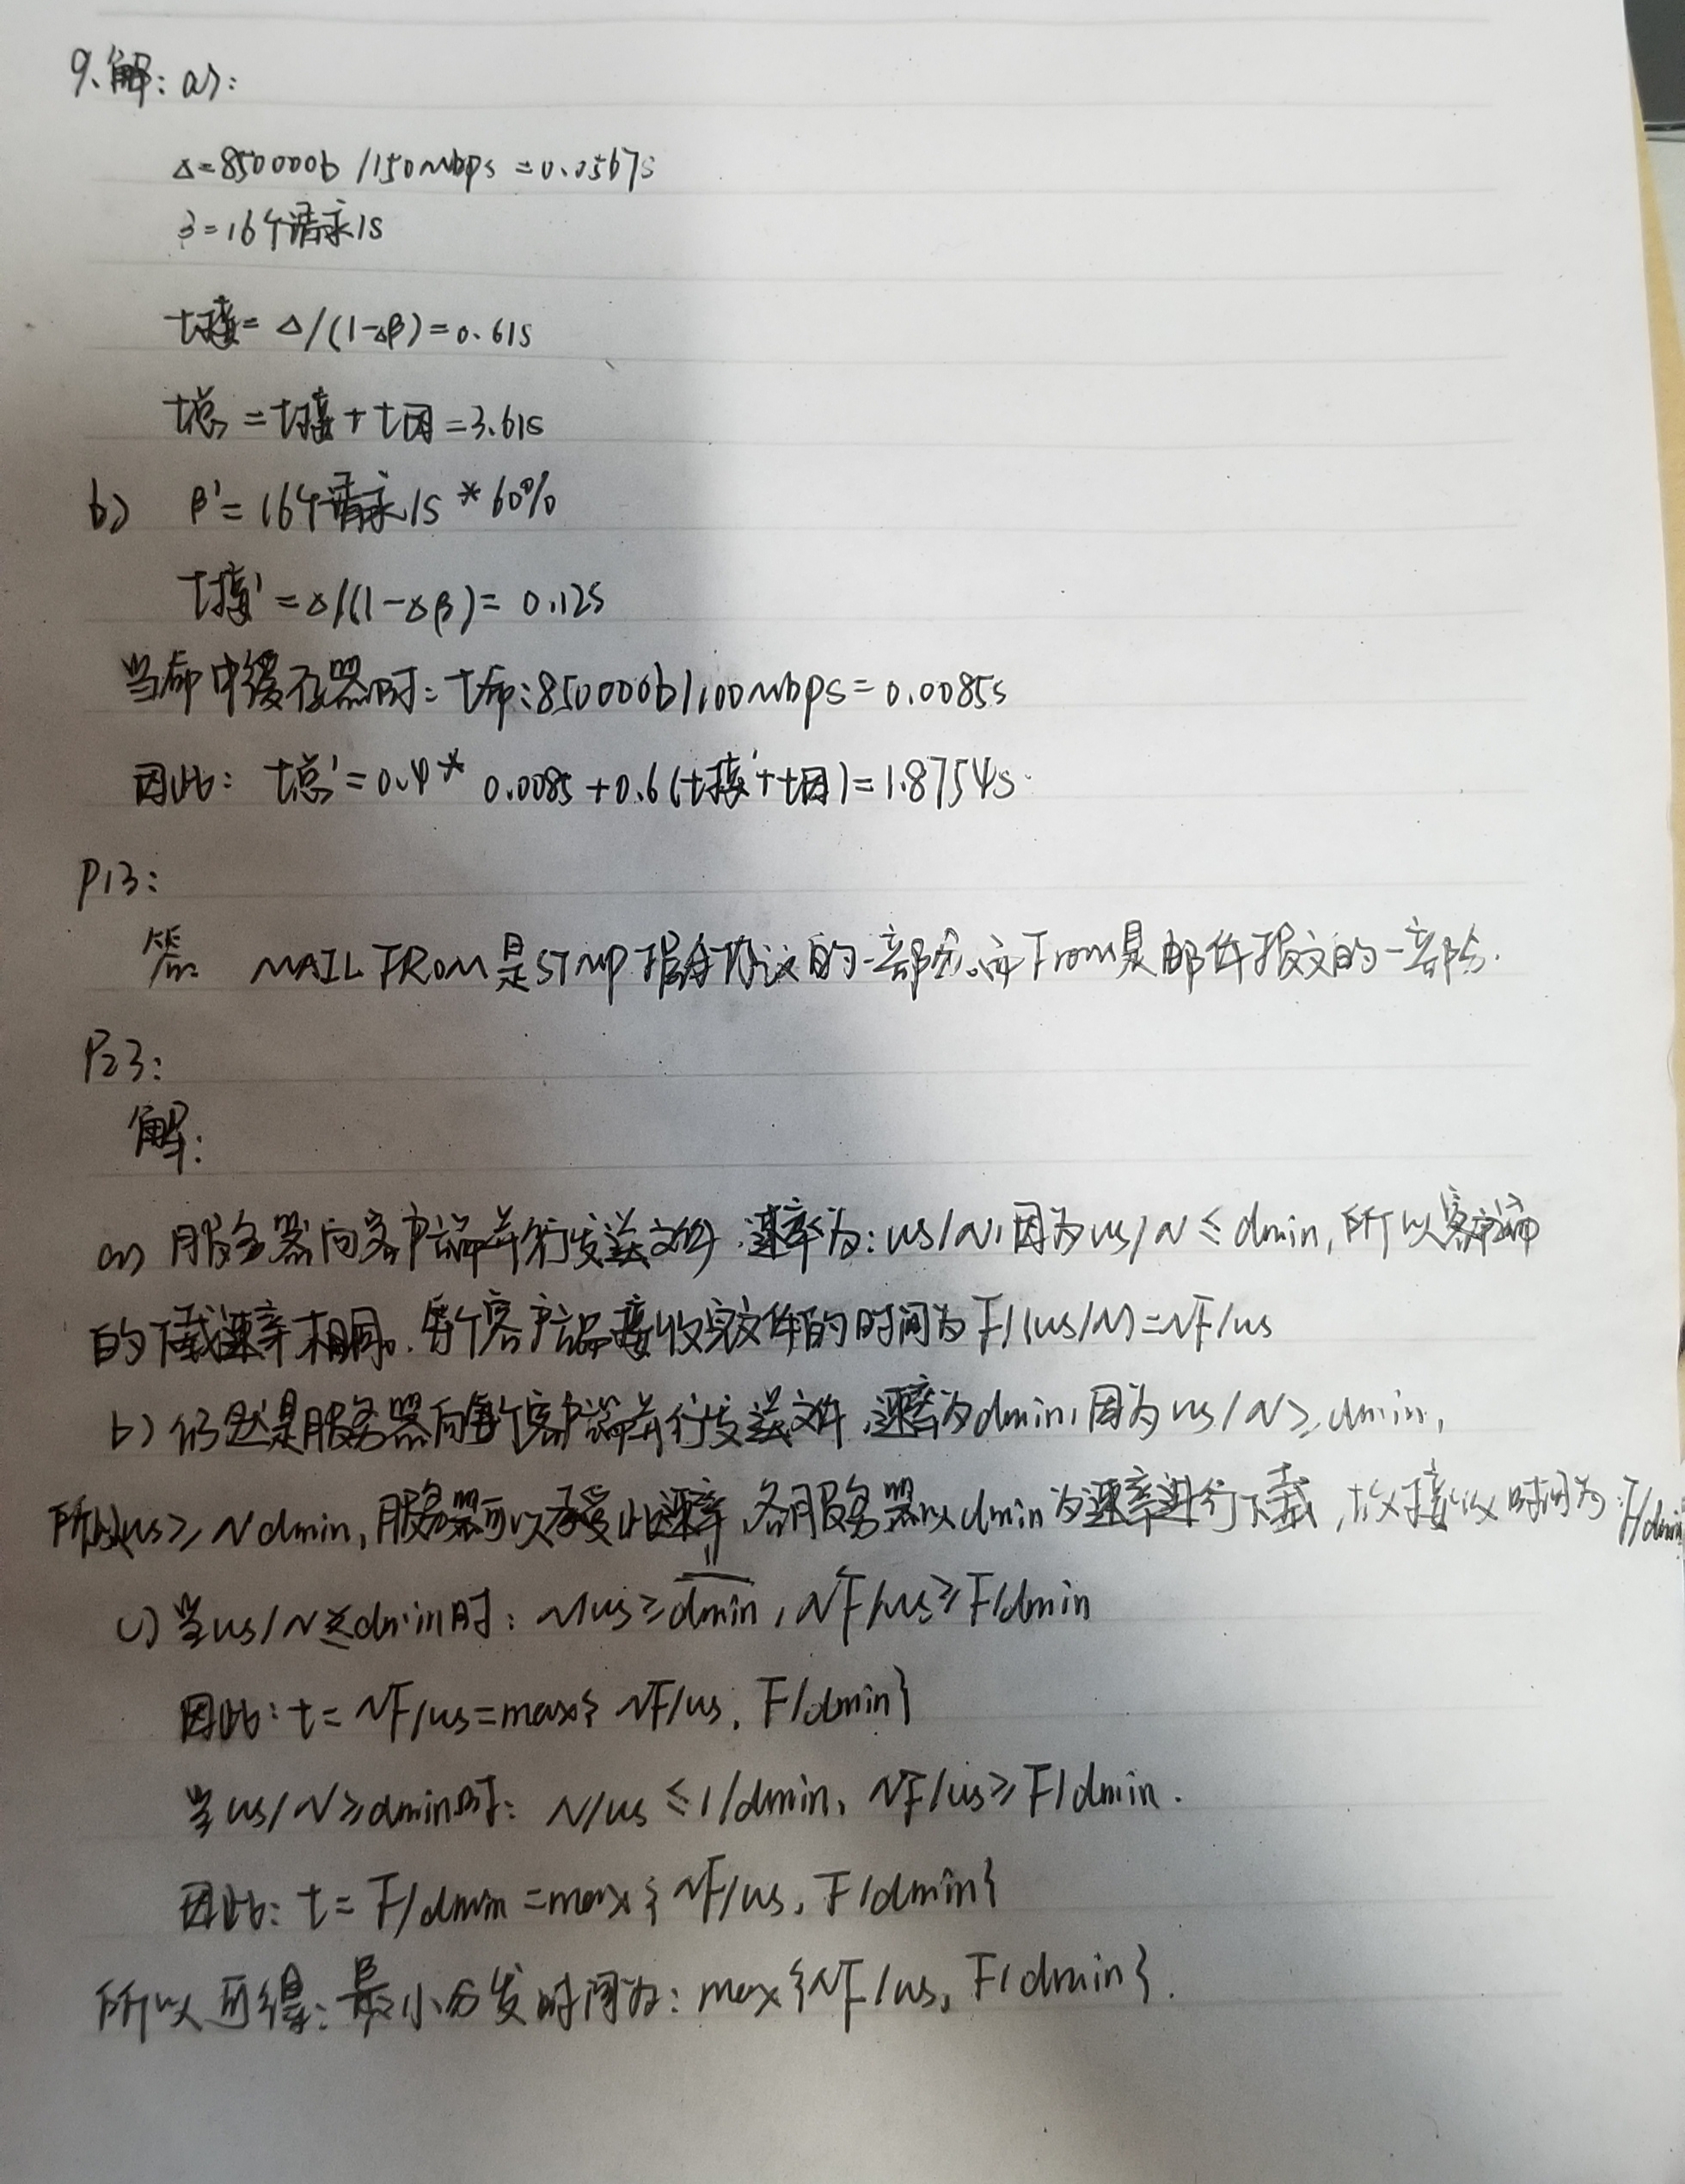 9、解: a):
Δ=850000b /150mbps =0.0567s
β=16个请求/s
t接= Δ/(1-Δβ)=0.61s
t总 =t接+t因=3.61s
b) β'=16个请求/s *60%
t接' =Δ/(1-Δβ)= 0.12s
当命中缓存器时: t命:850000b/100mbps=0.0085s
因此: t总'=0.4* 0.0085+0.6(t接'+t因)=1.8754s
P13:
答 MAIL FROM是STMP 指令协议的一部分,而From是邮件报文的一部分.
P23:
解:
a) 服务器向客户端并行发送文件,速率为:us/N,因为us/N ≤ dmin,所以客户端
的下载速率相同。每个客户端接收完文件的时间为F/(us/N)=NF/us
b) 仍然是服务器向每个客户端并行发送文件,速率为dmin,因为us/N≥dmin,
所以us≥Ndmin,服务器可以承受此速率,各服务器以dmin为速率进行下载,故接收时间为:F/dmin
c) 当us/N≤dmin时: N/us≥dmin,NF/us≥F/dmin
因此: t= NF/us=max{ NF/us, F/dmin}
当us/N≥dmin时: N/us ≤1/dmin, NF/us≥F/dmin.
因此: t= F/dmin =max{ NF/us, F/dmin}
所以可得:最小分发时间为: max{NF/us, F/dmin}.